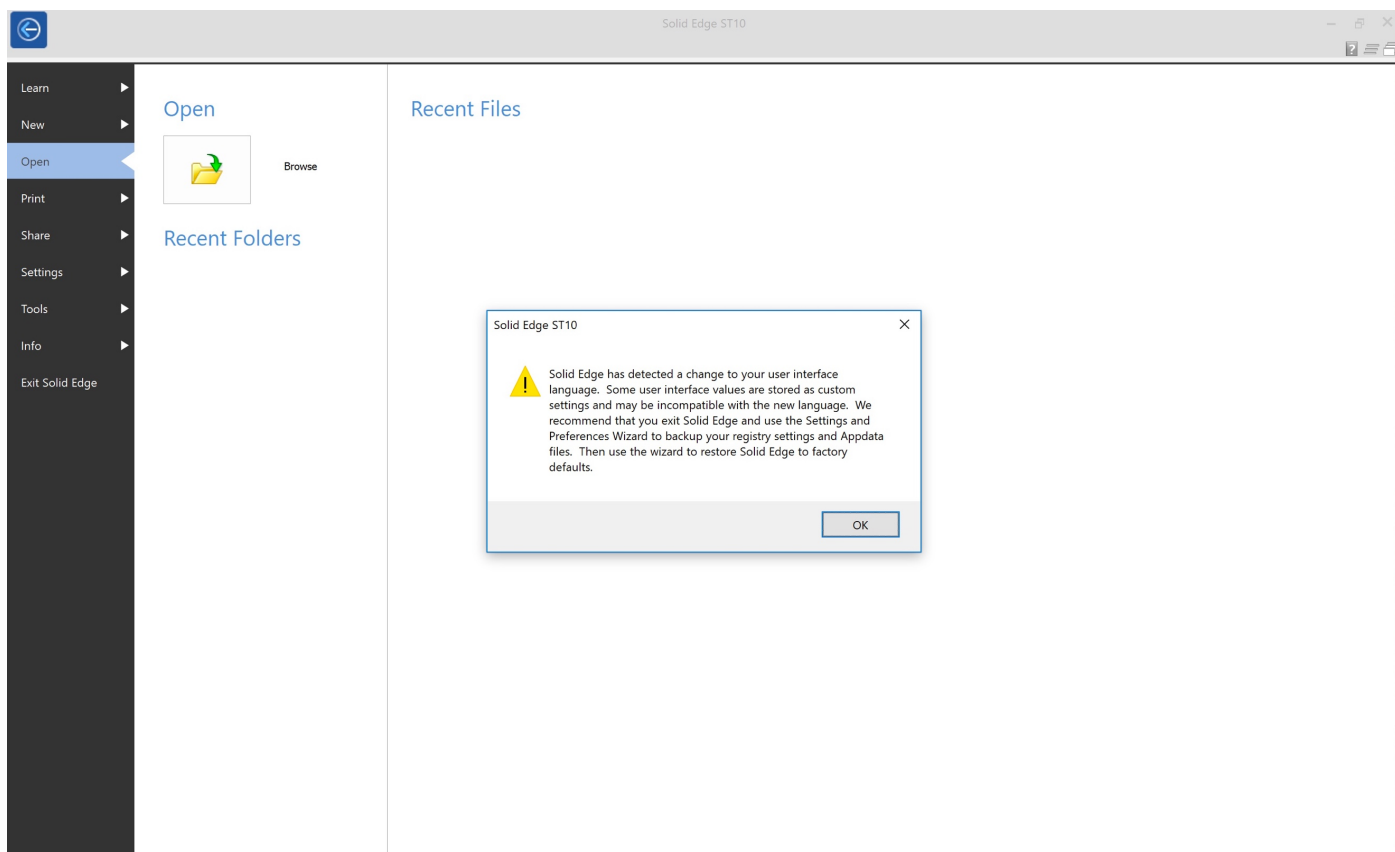 Solid Edge ST10
?
Learn
New
Open
Print
Share
Settings
Tools
Info
Exit Solid Edge
Open
Browse
Recent Folders
Recent Files
Solid Edge ST10
!
Solid Edge has detected a change to your user interface
language.  Some user interface values are stored as custom
settings and may be incompatible with the new language.  We
recommend that you exit Solid Edge and use the Settings and
Preferences Wizard to backup your registry settings and Appdata
files.  Then use the wizard to restore Solid Edge to factory
defaults.
OK